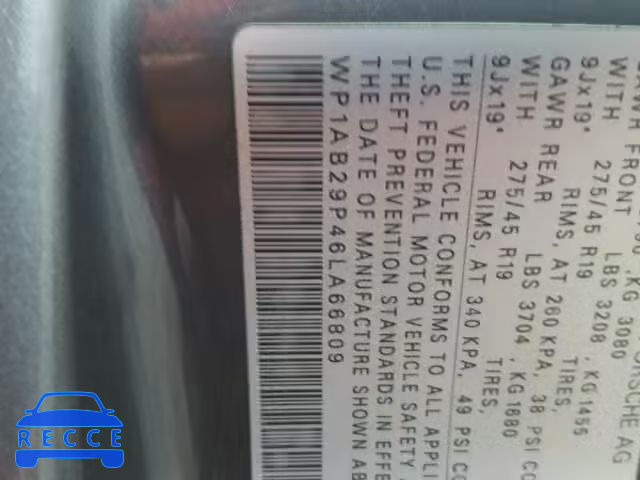 GAWR FRONT
WITH 275/45 R19
9Jx19" RIMS, AT 260 KPA, 38 PSI CO
LBS 3208 , KG 1455
TIRES,
KG 3080
PORSCHE AG
GAWR REAR LBS 3704 , KG 1680
WITH 275/45 R19 TIRES,
9Jx19" RIMS, AT 340 KPA, 49 PSI CO
THIS VEHICLE CONFORMS TO ALL APPLI
U.S. FEDERAL MOTOR VEHICLE SAFETY
THEFT PREVENTION STANDARDS IN EFFE
THE DATE OF MANUFACTURE SHOWN AB
WP1AB29P46LA66809
RECCE